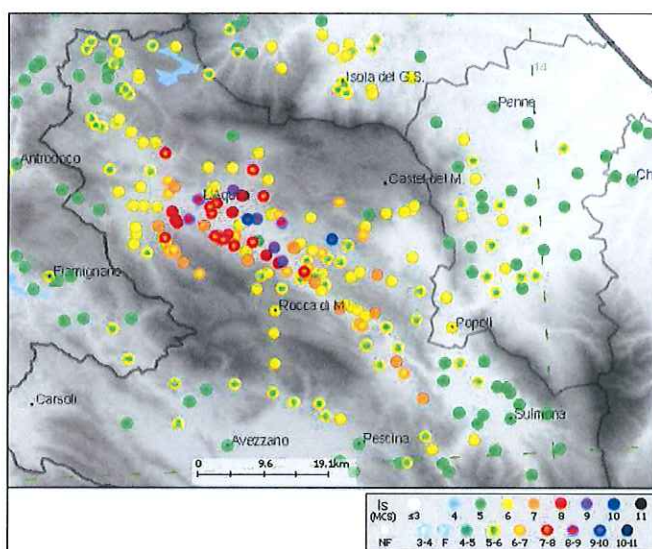 Isola del G.S.
14
Penne
Antrodoco
Ch
L'Aquila
Castel del M.
Fiamignano
Rocca di M.
Popoli
Carsoli
Sulmona
Avezzano
Pescina
0 9.6 19.1km
Is ≤3 4 5 6 7 8 9 10 11
(MCS)
NF 3-4 F 4-5 5-6 6-7 7-8 8-9 9-10 10-11